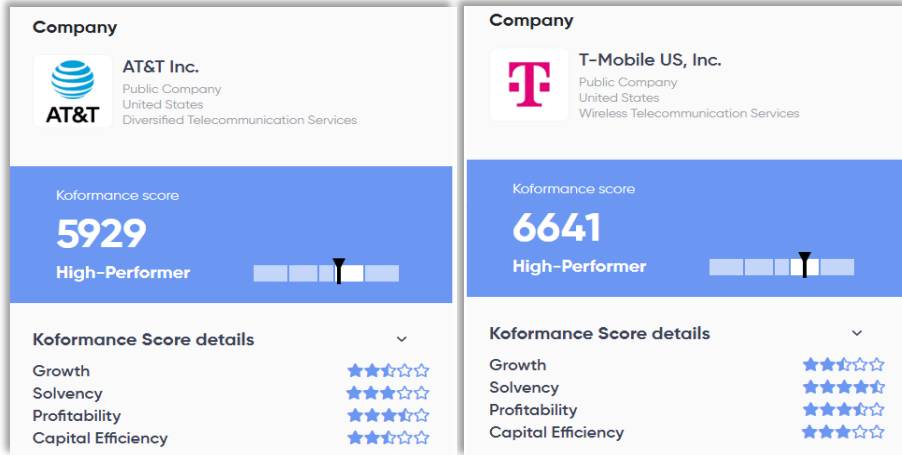 Company
AT&T Inc.
Public Company
United States
Diversified Telecommunication Services
AT&T
Koformance score
5929
High-Performer
Koformance Score details
Growth
Solvency
Profitability
Capital Efficiency
Company
T-Mobile US, Inc.
Public Company
United States
Wireless Telecommunication Services
T
Koformance score
6641
High-Performer
Koformance Score details
Growth
Solvency
Profitability
Capital Efficiency